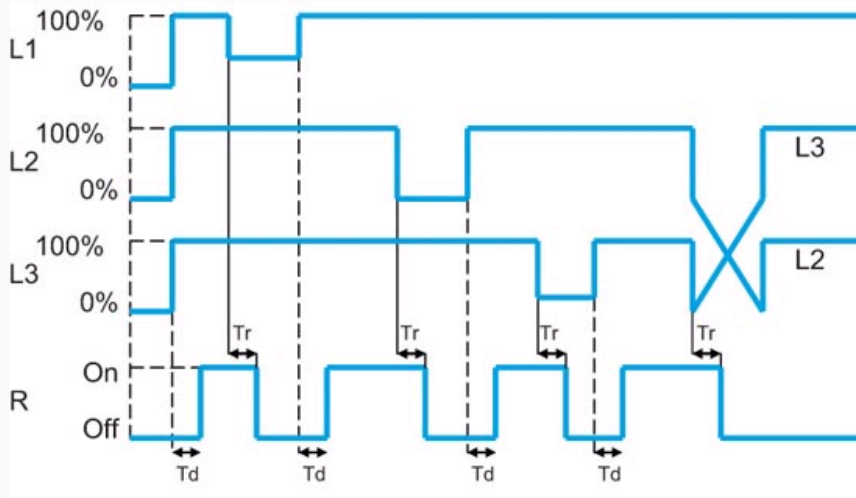 100%
L1
0%
100%
L2
L3
0%
100%
L3
L2
0%
Tr Tr Tr Tr
On
R
Off
Td Td Td Td